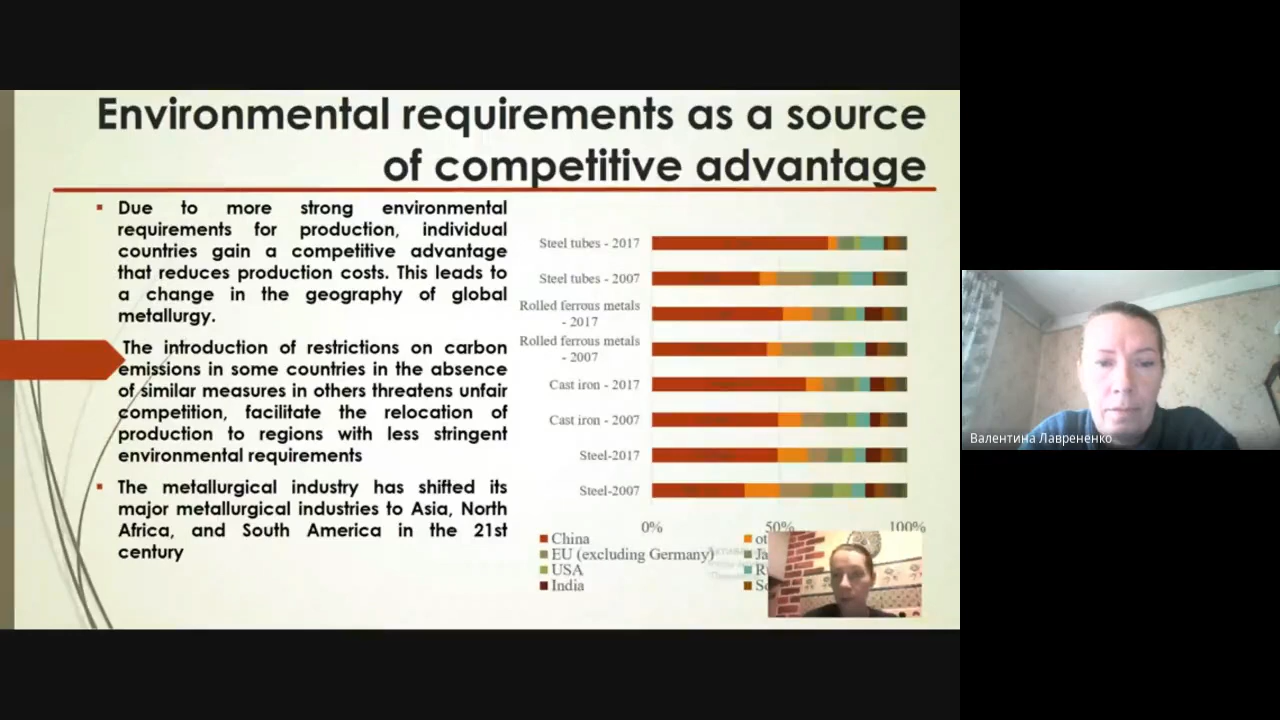 Environmental requirements as a source
of competitive advantage
Due to more strong environmental
requirements for production, individual
countries gain a competitive advantage
that reduces production costs. This leads to
a change in the geography of global
metallurgy.
The introduction of restrictions on carbon
emissions in some countries in the absence
of similar measures in others threatens unfair
competition, facilitate the relocation of
production to regions with less stringent
environmental requirements
The metallurgical industry has shifted its
major metallurgical industries to Asia, North
Africa, and South America in the 21st
century
Steel tubes - 2017
Steel tubes - 2007
Rolled ferrous metals
- 2017
Rolled ferrous metals
- 2007
Cast iron - 2017
Cast iron - 2007
Steel-2017
Steel-2007
0% 50% 100%
China
EU (excluding Germany)
USA
India
Валентина Лаврененко